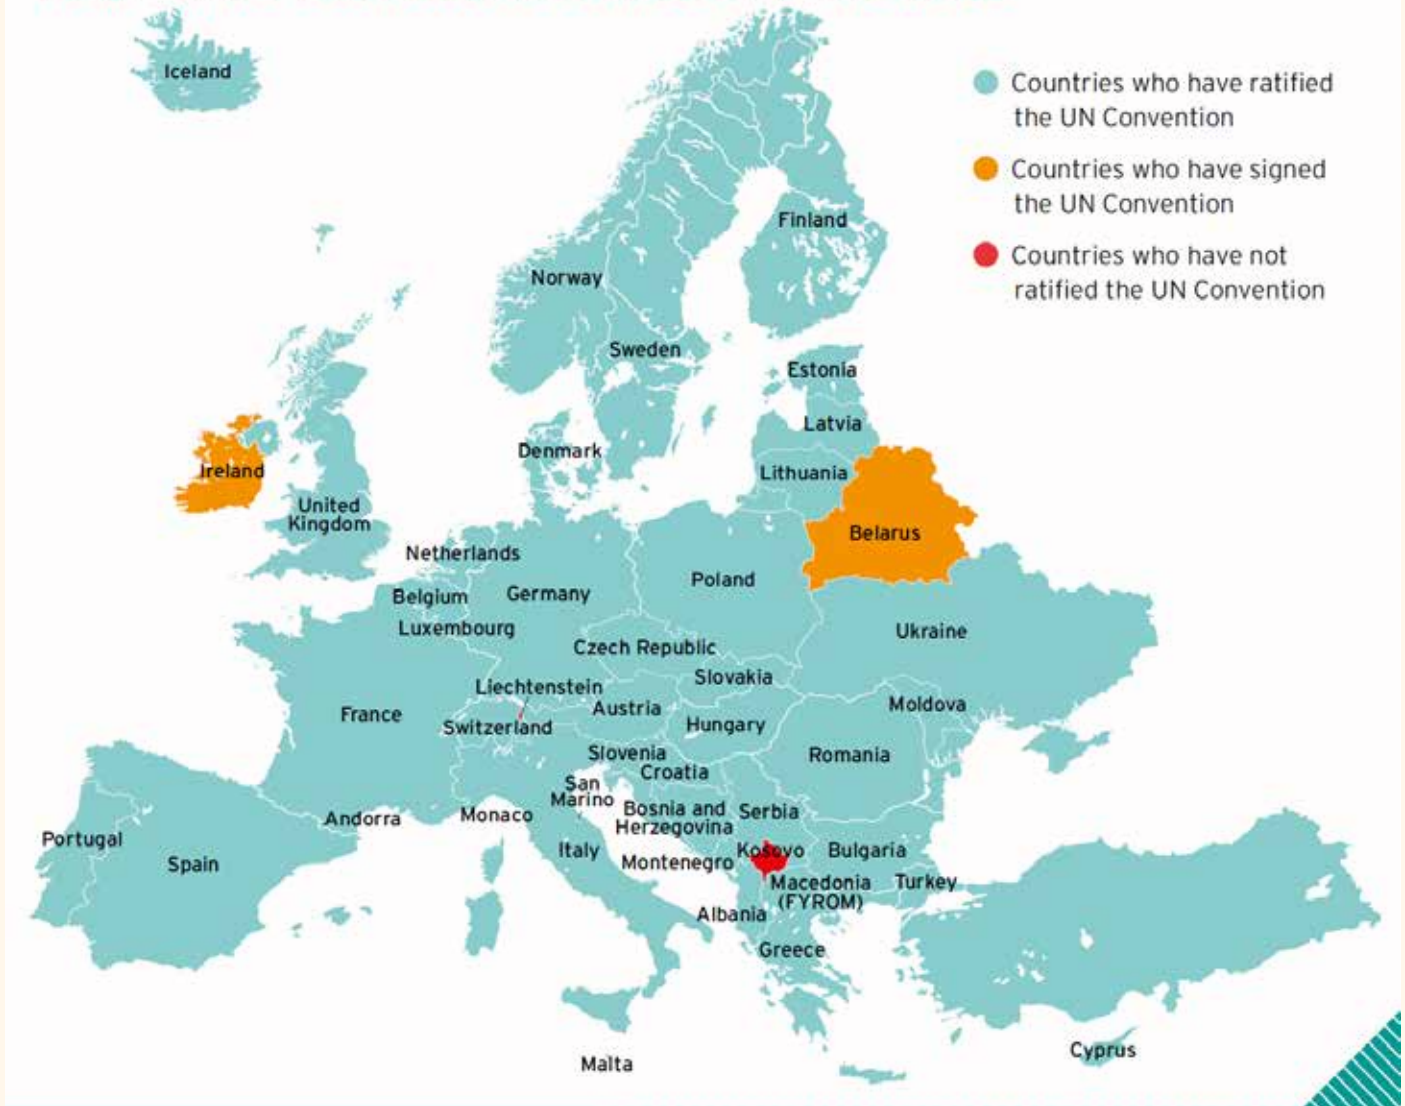 Iceland
Countries who have ratified
the UN Convention
Countries who have signed
the UN Convention
Countries who have not
ratified the UN Convention
Finland
Norway
Sweden
Estonia
Latvia
Denmark
Lithuania
Ireland
United
Kingdom
Belarus
Netherlands
Poland
Belgium
Germany
Luxembourg
Ukraine
Czech Republic
Slovakia
Liechtenstein
Austria
Moldova
France
Switzerland
Hungary
Slovenia
Romania
Croatia
San
Marino
Bosnia and
Herzegovina
Serbia
Andorra
Monaco
Portugal
Spain
Italy
Kosovo
Bulgaria
Montenegro
Macedonia
(FYROM)
Turkey
Albania
Greece
Cyprus
Malta